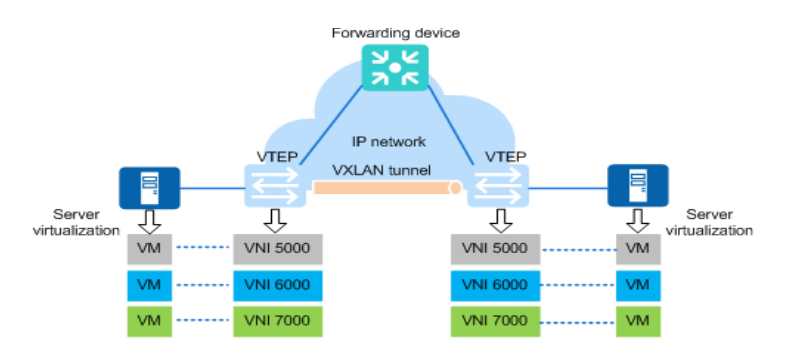 Forwarding device
IP network
VTEP
VTEP
VXLAN tunnel
Server
virtualization
Server
virtualization
VM
VNI 5000
VNI 5000
VM
VM
VNI 6000
VNI 6000
VM
VM
VNI 7000
VNI 7000
VM